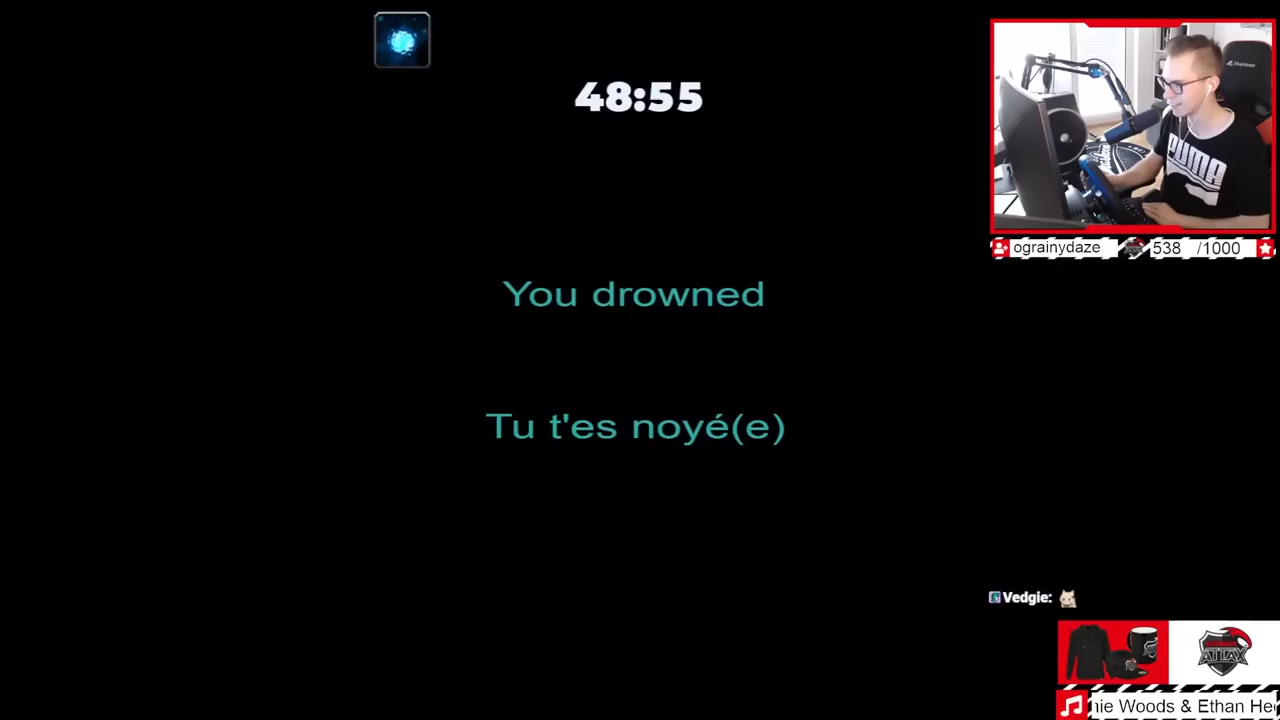 48:55
You drowned
Tu t'es noyé(e)
PUMA
ograinydaze
538 /1000
Vedgie:
ATTAX
nie Woods & Ethan He